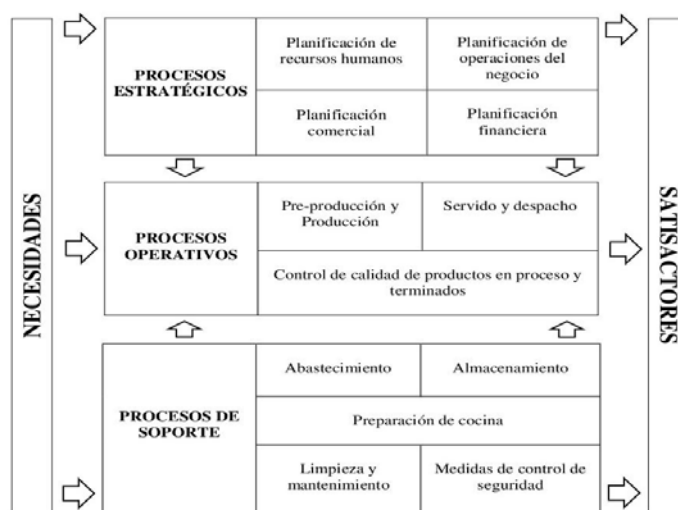 NECESIDADES
PROCESOS
ESTRATÉGICOS
Planificación de
recursos humanos
Planificación de
operaciones del
negocio
Planificación
comercial
Planificación
financiera
PROCESOS
OPERATIVOS
Pre-producción y
Producción
Servido y despacho
Control de calidad de productos en proceso y
terminados
PROCESOS DE
SOPORTE
Abastecimiento
Almacenamiento
Preparación de cocina
Limpieza y
mantenimiento
Medidas de control de
seguridad
SATISACTORES